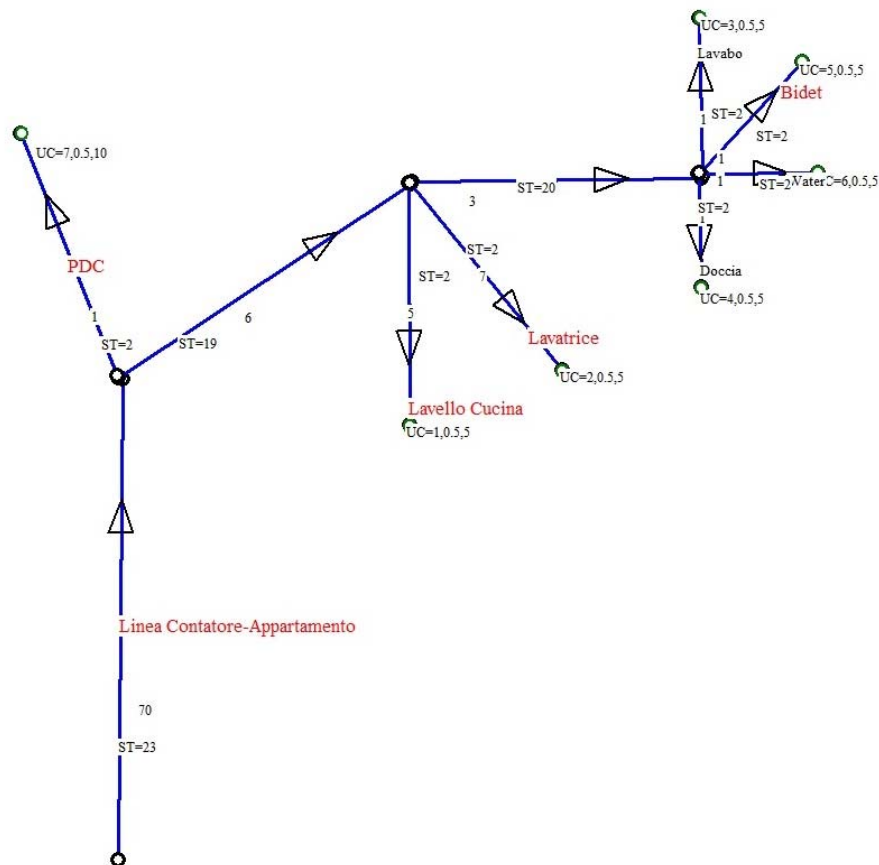 UC=3,0.5,5
Lavabo
UC=5,0.5,5
Bidet
ST=2
1
ST=2
1
UC=7,0.5,10
1
ST=2
Water
C=6,0.5,5
ST=20
3
ST=2
1
Doccia
UC=4,0.5,5
ST=2
7
ST=2
PDC
6
5
1
ST=2
ST=19
Lavatrice
UC=2,0.5,5
Lavello Cucina
UC=1,0.5,5
Linea Contatore-Appartamento
70
ST=23